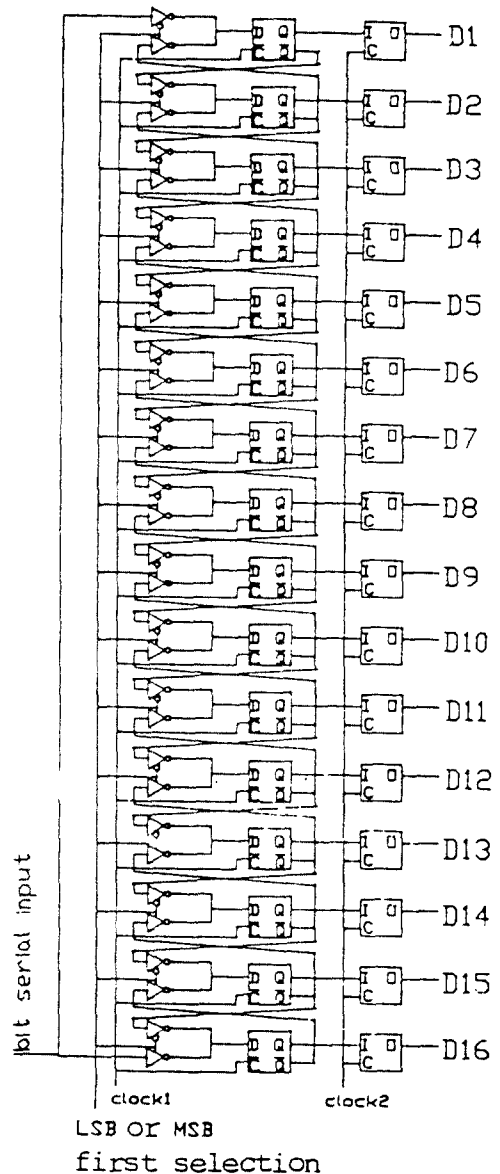 D Q I O D1
C Q C
D Q I O D2
C Q C
D Q I O D3
C Q C
D Q I O D4
C Q C
D Q I O D5
C Q C
D Q I O D6
C Q C
D Q I O D7
C Q C
D Q I O D8
C Q C
D Q I O D9
C Q C
D Q I O D10
C Q C
D Q I O D11
C Q C
D Q I O D12
C Q C
D Q I O D13
C Q C
D Q I O D14
C Q C
D Q I O D15
C Q C
D Q I O D16
C Q C
bit serial input
clock1 clock2
LSB or MSB
first selection